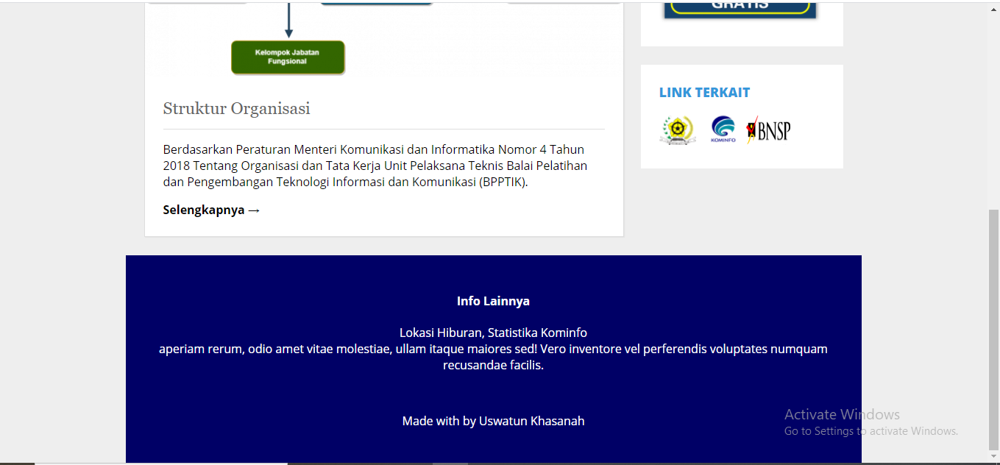 GRATIS
Kelompok Jabatan
Fungsional
Struktur Organisasi
Berdasarkan Peraturan Menteri Komunikasi dan Informatika Nomor 4 Tahun
2018 Tentang Organisasi dan Tata Kerja Unit Pelaksana Teknis Balai Pelatihan
dan Pengembangan Teknologi Informasi dan Komunikasi (BPPTIK).
Selengkapnya →
LINK TERKAIT
KOMINFO
BNSP
Info Lainnya
Lokasi Hiburan, Statistika Kominfo
aperiam rerum, odio amet vitae molestiae, ullam itaque maiores sed! Vero inventore vel perferendis voluptates numquam
recusandae facilis.
Made with by Uswatun Khasanah
Activate Windows
Go to Settings to activate Windows.